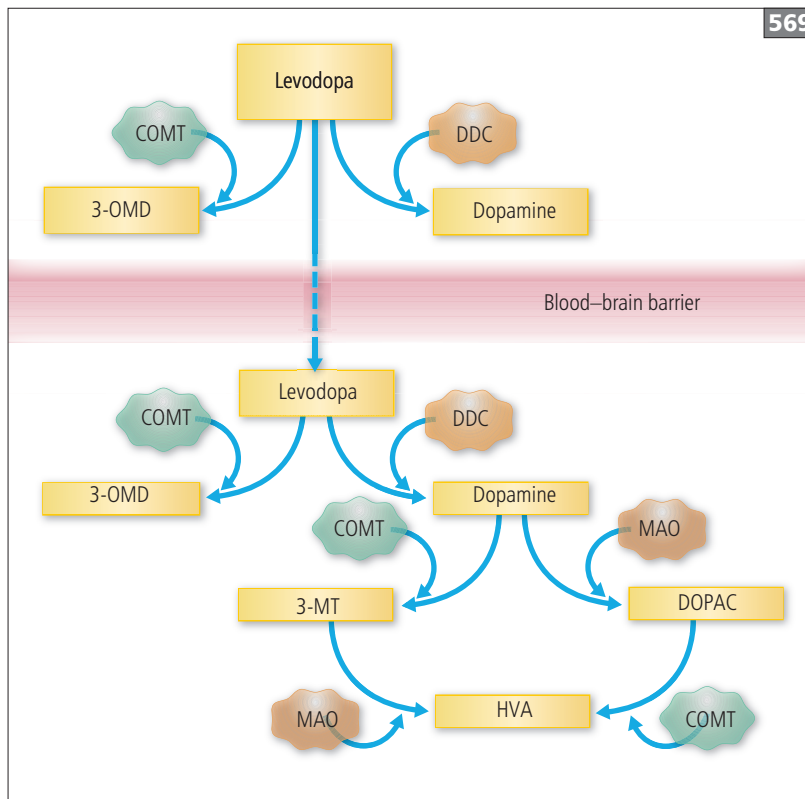 569
Levodopa
COMT
DDC
3-OMD
Dopamine
Blood–brain barrier
Levodopa
COMT
DDC
3-OMD
Dopamine
COMT
MAO
3-MT
DOPAC
HVA
MAO
COMT